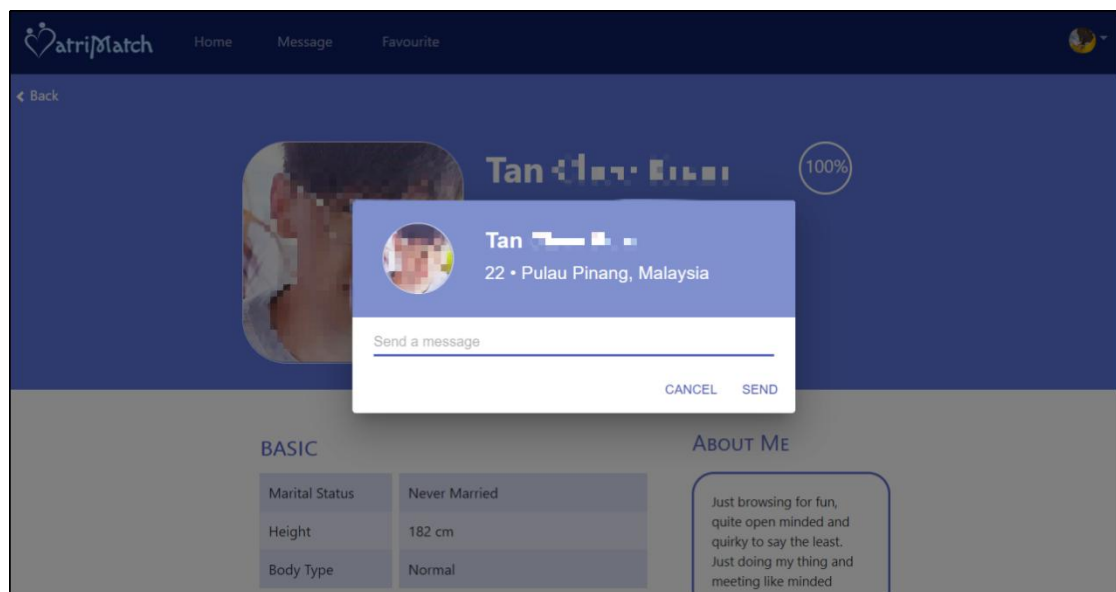 MatriMatch Home Message Favourite
Back
Tan
100%
Tan
22 • Pulau Pinang, Malaysia
Send a message
CANCEL SEND
BASIC
Marital Status Never Married
Height 182 cm
Body Type Normal
ABOUT ME
Just browsing for fun,
quite open minded and
quirky to say the least.
Just doing my thing and
meeting like minded